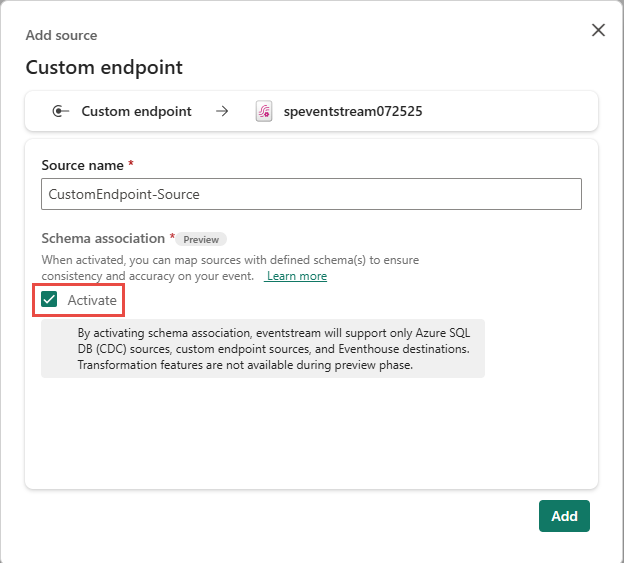 Add source
Custom endpoint
Custom endpoint → speventstream072525
Source name *
CustomEndpoint-Source
Schema association * Preview
When activated, you can map sources with defined schema(s) to ensure
consistency and accuracy on your event. Learn more
Activate
By activating schema association, eventstream will support only Azure SQL
DB (CDC) sources, custom endpoint sources, and Eventhouse destinations.
Transformation features are not available during preview phase.
Add